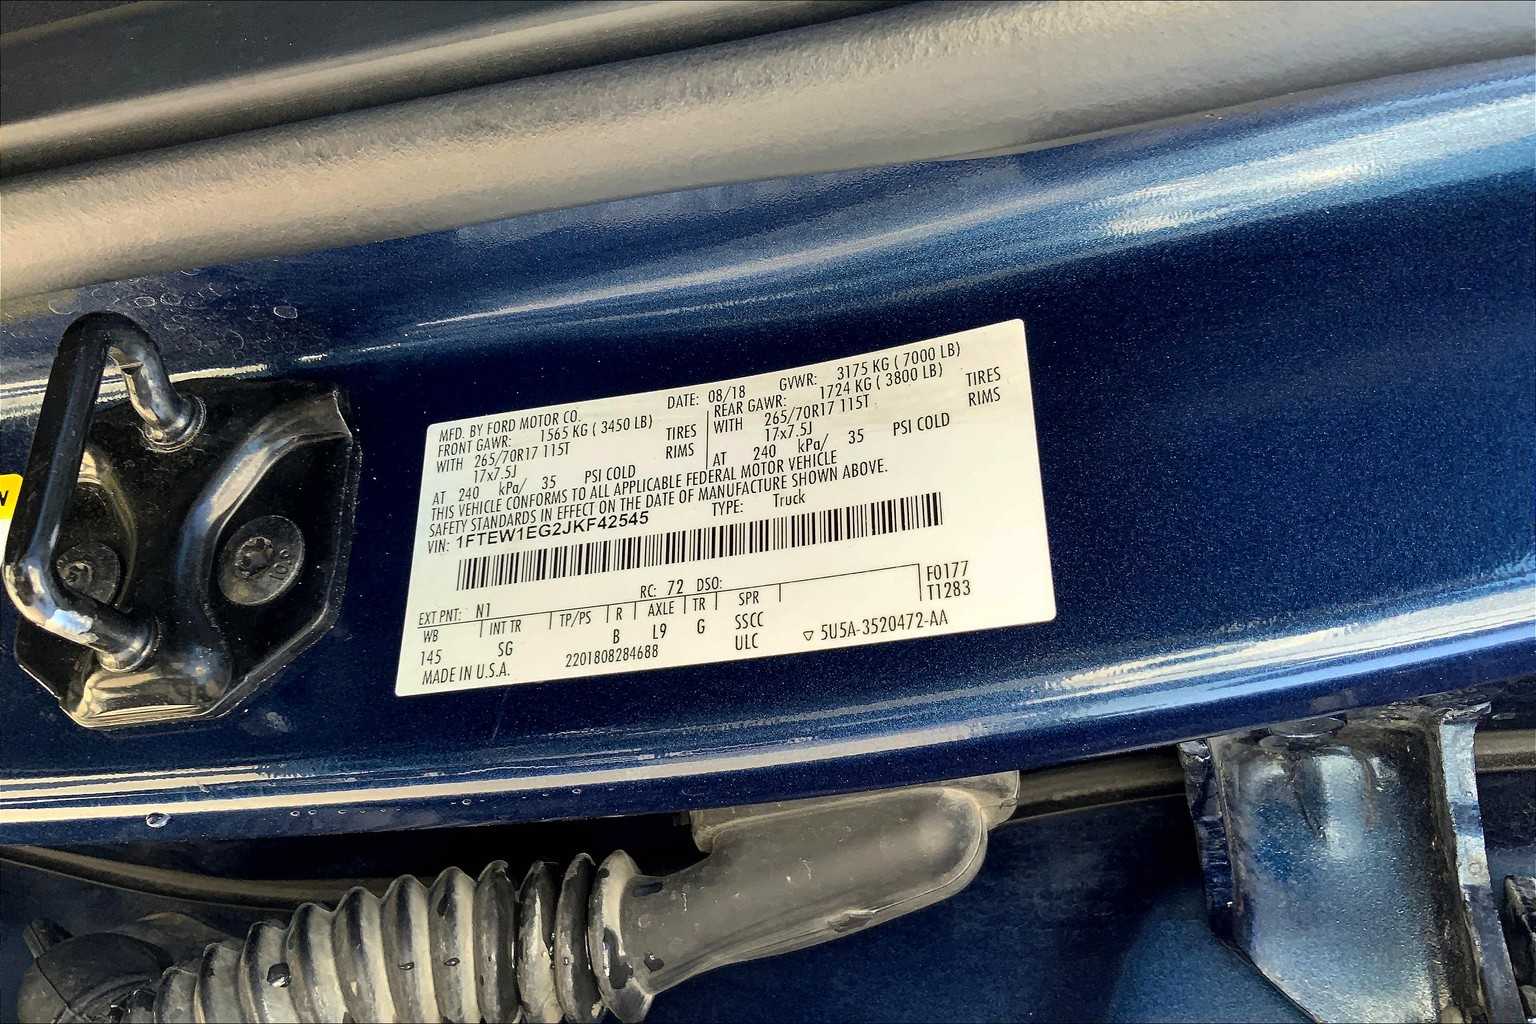 MFD. BY FORD MOTOR CO.
DATE: 08/18
GVWR: 3175 KG ( 7000 LB)
FRONT GAWR: 1565 KG ( 3450 LB)
WITH 265/70R17 115T TIRES
17x7.5J RIMS
AT 240 kPa/ 35 PSI COLD
REAR GAWR: 1724 KG ( 3800 LB)
WITH 265/70R17 115T TIRES
17x7.5J RIMS
AT 240 kPa/ 35 PSI COLD
THIS VEHICLE CONFORMS TO ALL APPLICABLE FEDERAL MOTOR VEHICLE
SAFETY STANDARDS IN EFFECT ON THE DATE OF MANUFACTURE SHOWN ABOVE.
VIN: 1FTEW1EG2JKF42545
TYPE: Truck
EXT PNT: N1 RC: 72 DSO:
F0177
T1283
WB INT TR TP/PS R AXLE TR SPR
145 SG B L9 G SSCC
ULC
MADE IN U.S.A. 2201808284688
▽ 5U5A-3520472-AA
10.9